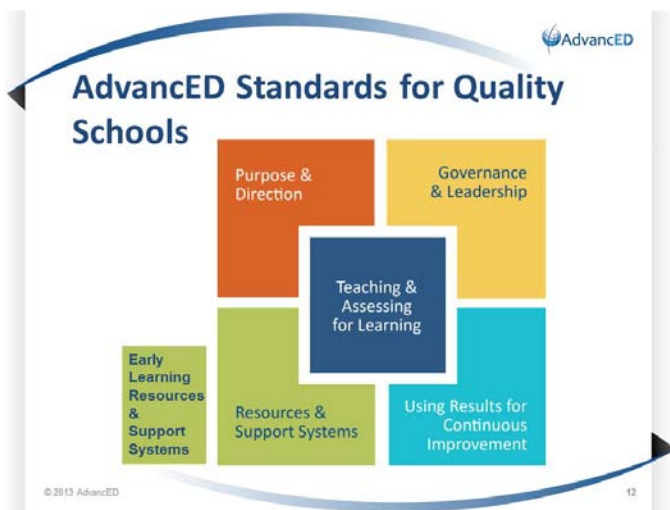 AdvancED
AdvancED Standards for Quality
Schools
Purpose &
Direction
Governance
& Leadership
Teaching &
Assessing
for Learning
Early
Learning
Resources
&
Support
Systems
Resources &
Support Systems
Using Results for
Continuous
Improvement
© 2013 AdvancED
12